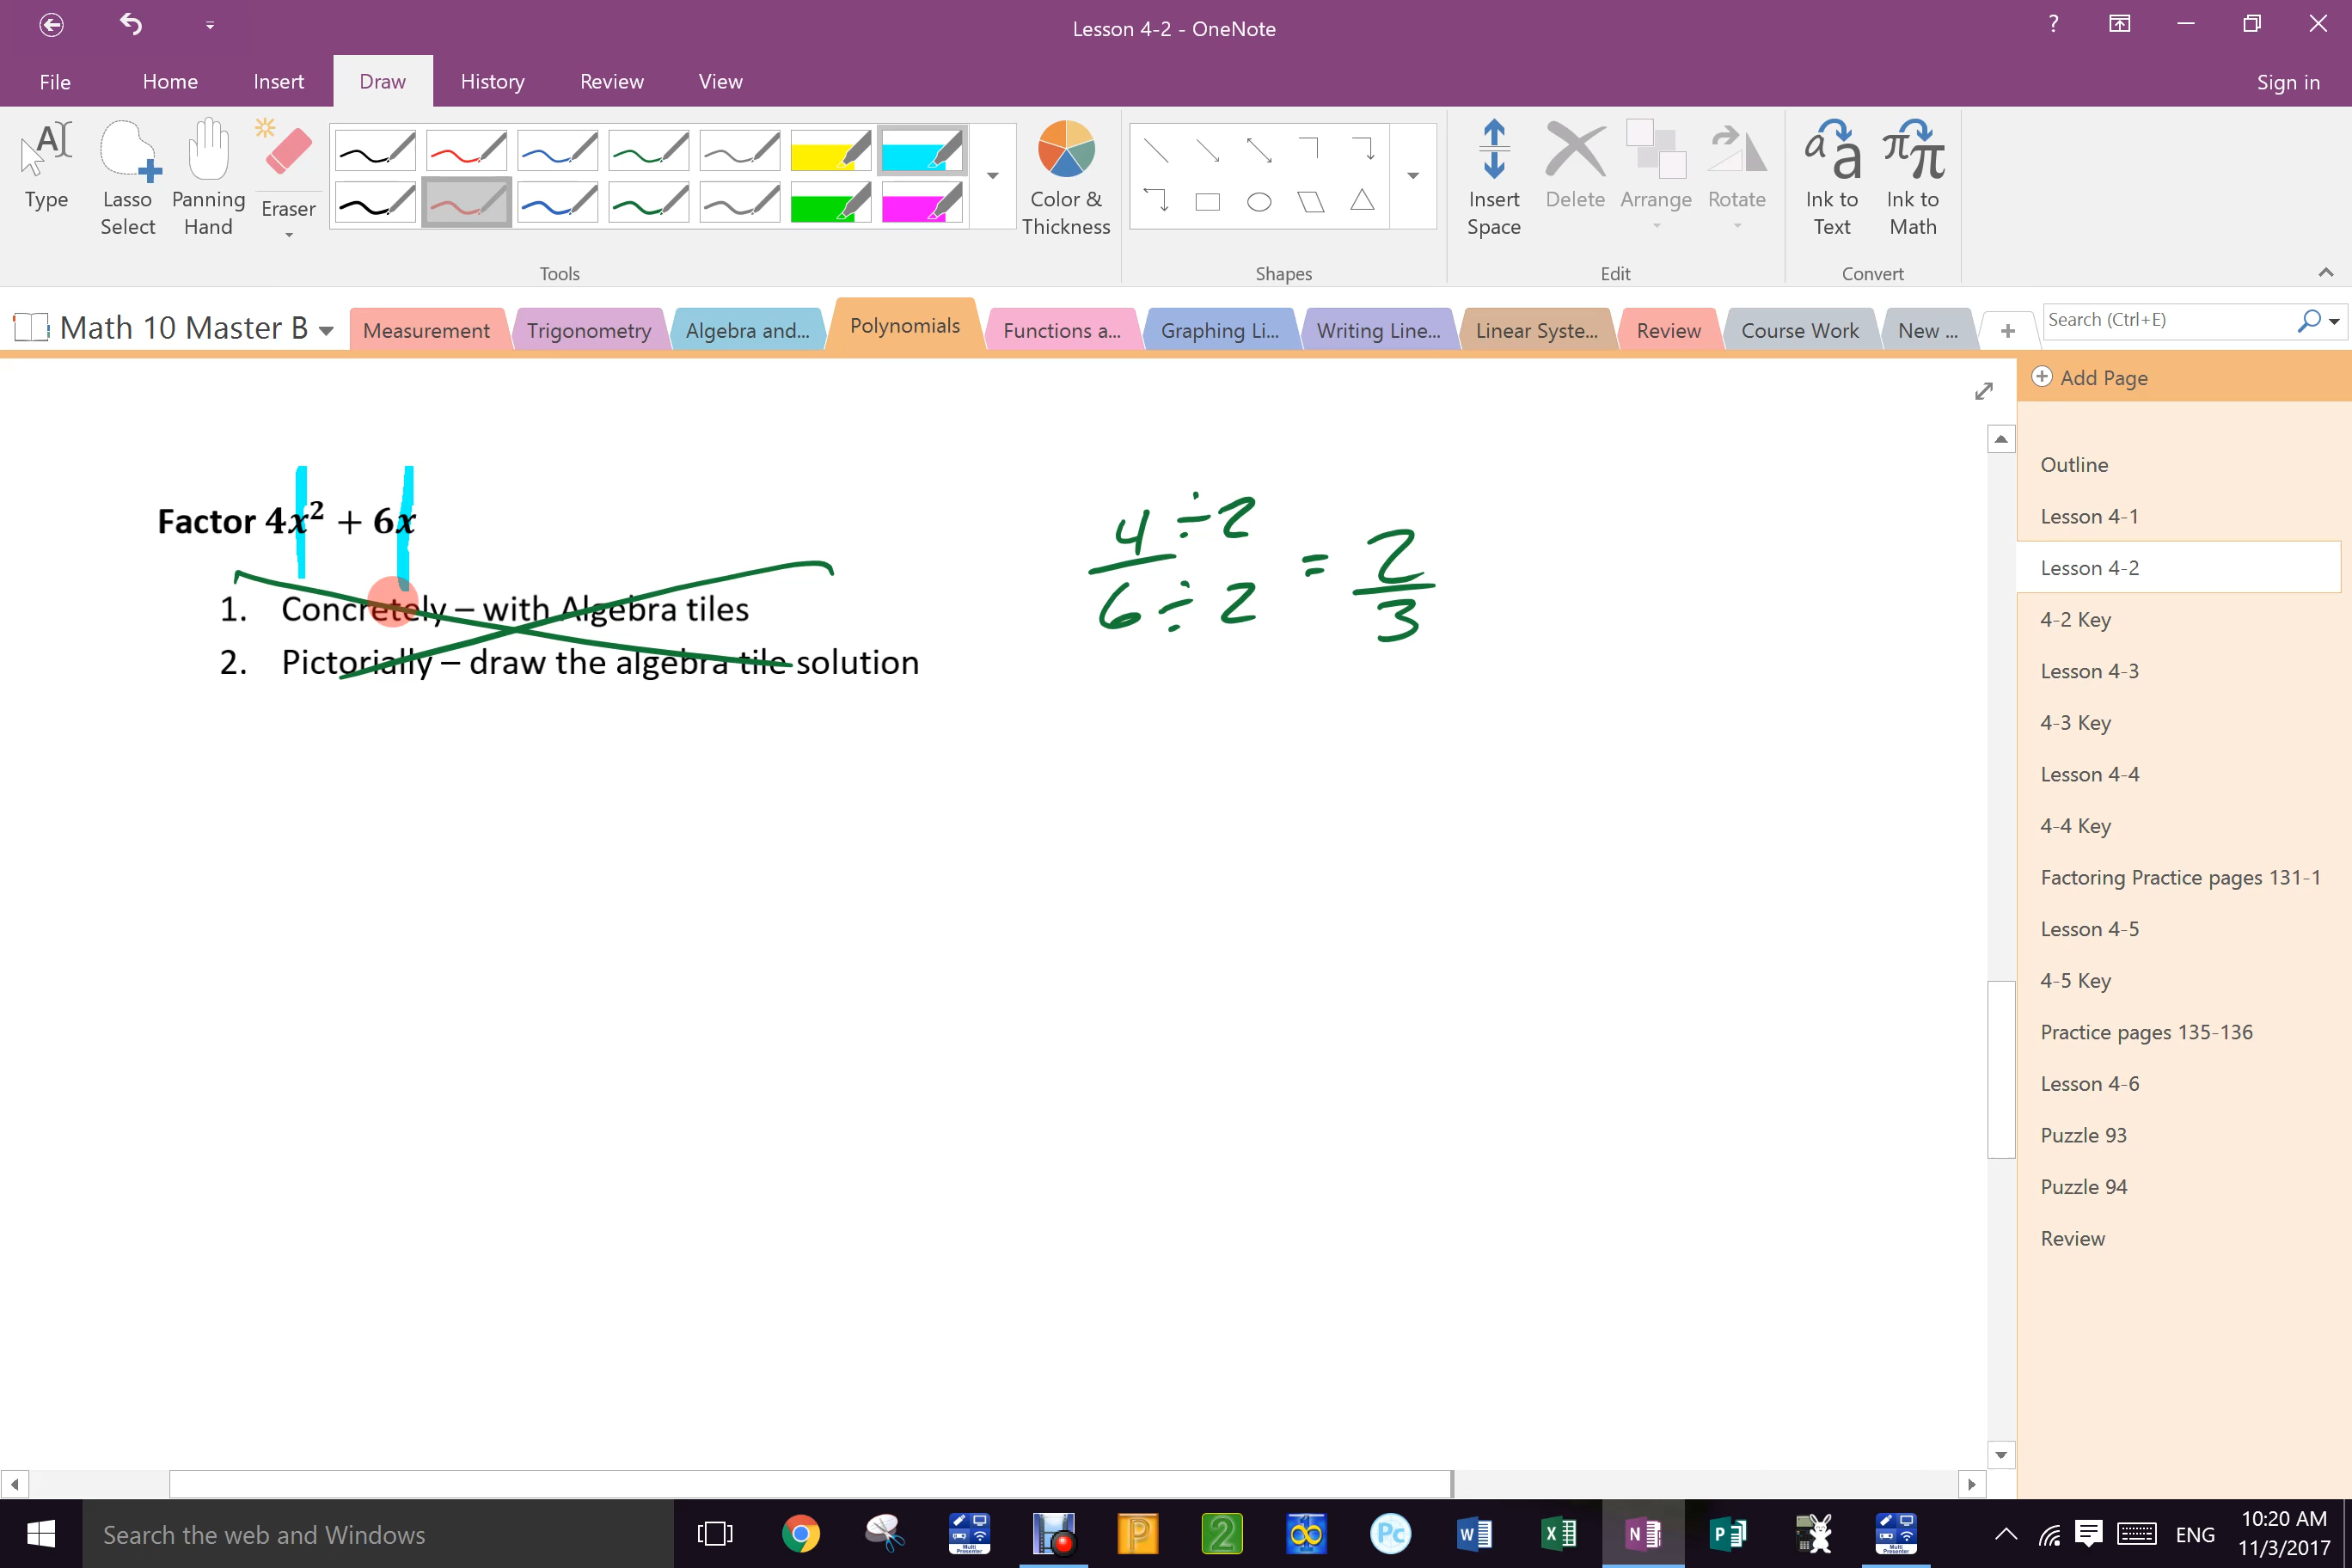 Lesson 4-2 - OneNote
?
File Home Insert Draw History Review View Sign in
Type
Lasso Select
Panning Hand
Eraser
Color & Thickness
Insert Space
Delete
Arrange
Rotate
Ink to Text
Ink to Math
Tools Shapes Edit Convert
Math 10 Master B
Measurement Trigonometry Algebra and... Polynomials Functions a... Graphing Li... Writing Line... Linear Syste... Review Course Work New ... +
Search (Ctrl+E)
Add Page
Outline
Lesson 4-1
Lesson 4-2
4-2 Key
Lesson 4-3
4-3 Key
Lesson 4-4
4-4 Key
Factoring Practice pages 131-1
Lesson 4-5
4-5 Key
Practice pages 135-136
Lesson 4-6
Puzzle 93
Puzzle 94
Review
Factor 4x² + 6x
1. Concretely – with Algebra tiles
2. Pictorially – draw the algebra tile solution
4 ÷ 2
6 ÷ 2
=
2
3
Search the web and Windows
ENG
10:20 AM
11/3/2017